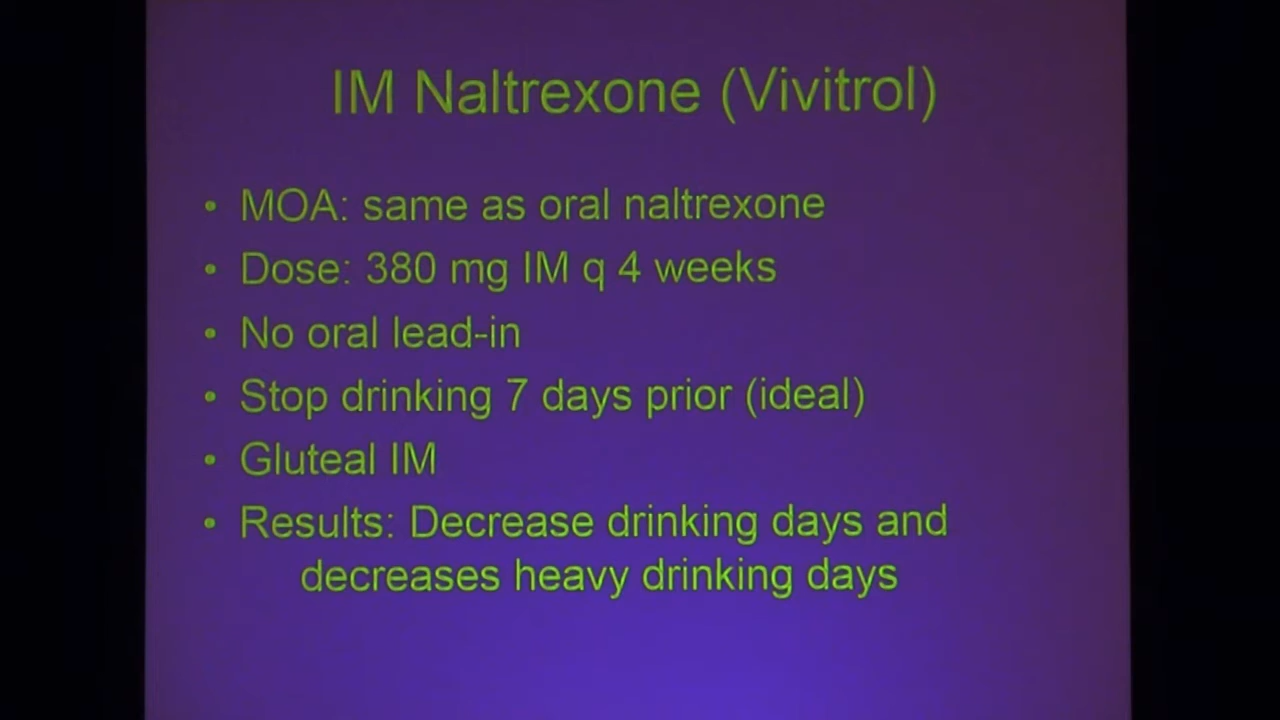 IM Naltrexone (Vivitrol)
• MOA: same as oral naltrexone
• Dose: 380 mg IM q 4 weeks
• No oral lead-in
• Stop drinking 7 days prior (ideal)
• Gluteal IM
• Results: Decrease drinking days and
decreases heavy drinking days